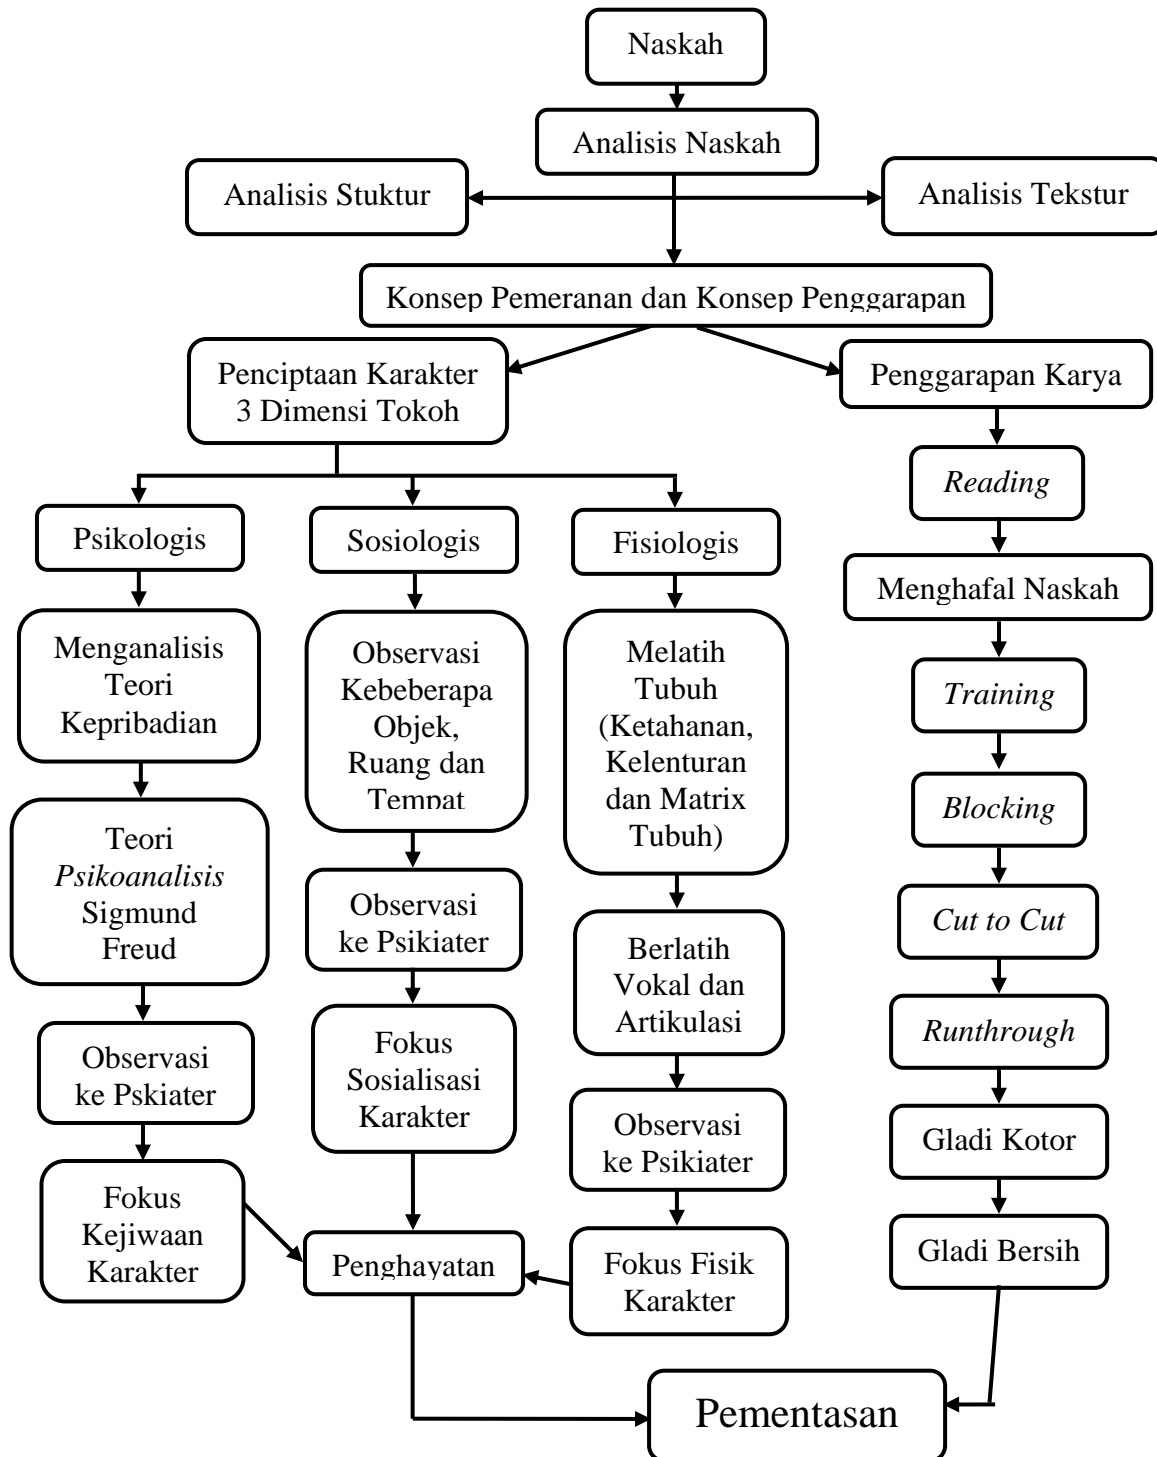 Naskah
Analisis Naskah
Analisis Stuktur
Analisis Tekstur
Konsep Pemeranan dan Konsep Penggarapan
Penciptaan Karakter
3 Dimensi Tokoh
Penggarapan Karya
Psikologis
Sosiologis
Fisiologis
Menganalisis
Teori
Kepribadian
Teori
Psikoanalisis
Sigmund
Freud
Observasi
ke Pskiater
Fokus
Kejiwaan
Karakter
Observasi
Kebeberapa
Objek,
Ruang dan
Tempat
Observasi
ke Psikiater
Fokus
Sosialisasi
Karakter
Penghayatan
Melatih
Tubuh
(Ketahanan,
Kelenturan
dan Matrix
Tubuh)
Berlatih
Vokal dan
Artikulasi
Observasi
ke Psikiater
Fokus Fisik
Karakter
Reading
Menghafal Naskah
Training
Blocking
Cut to Cut
Runthrough
Gladi Kotor
Gladi Bersih
Pementasan